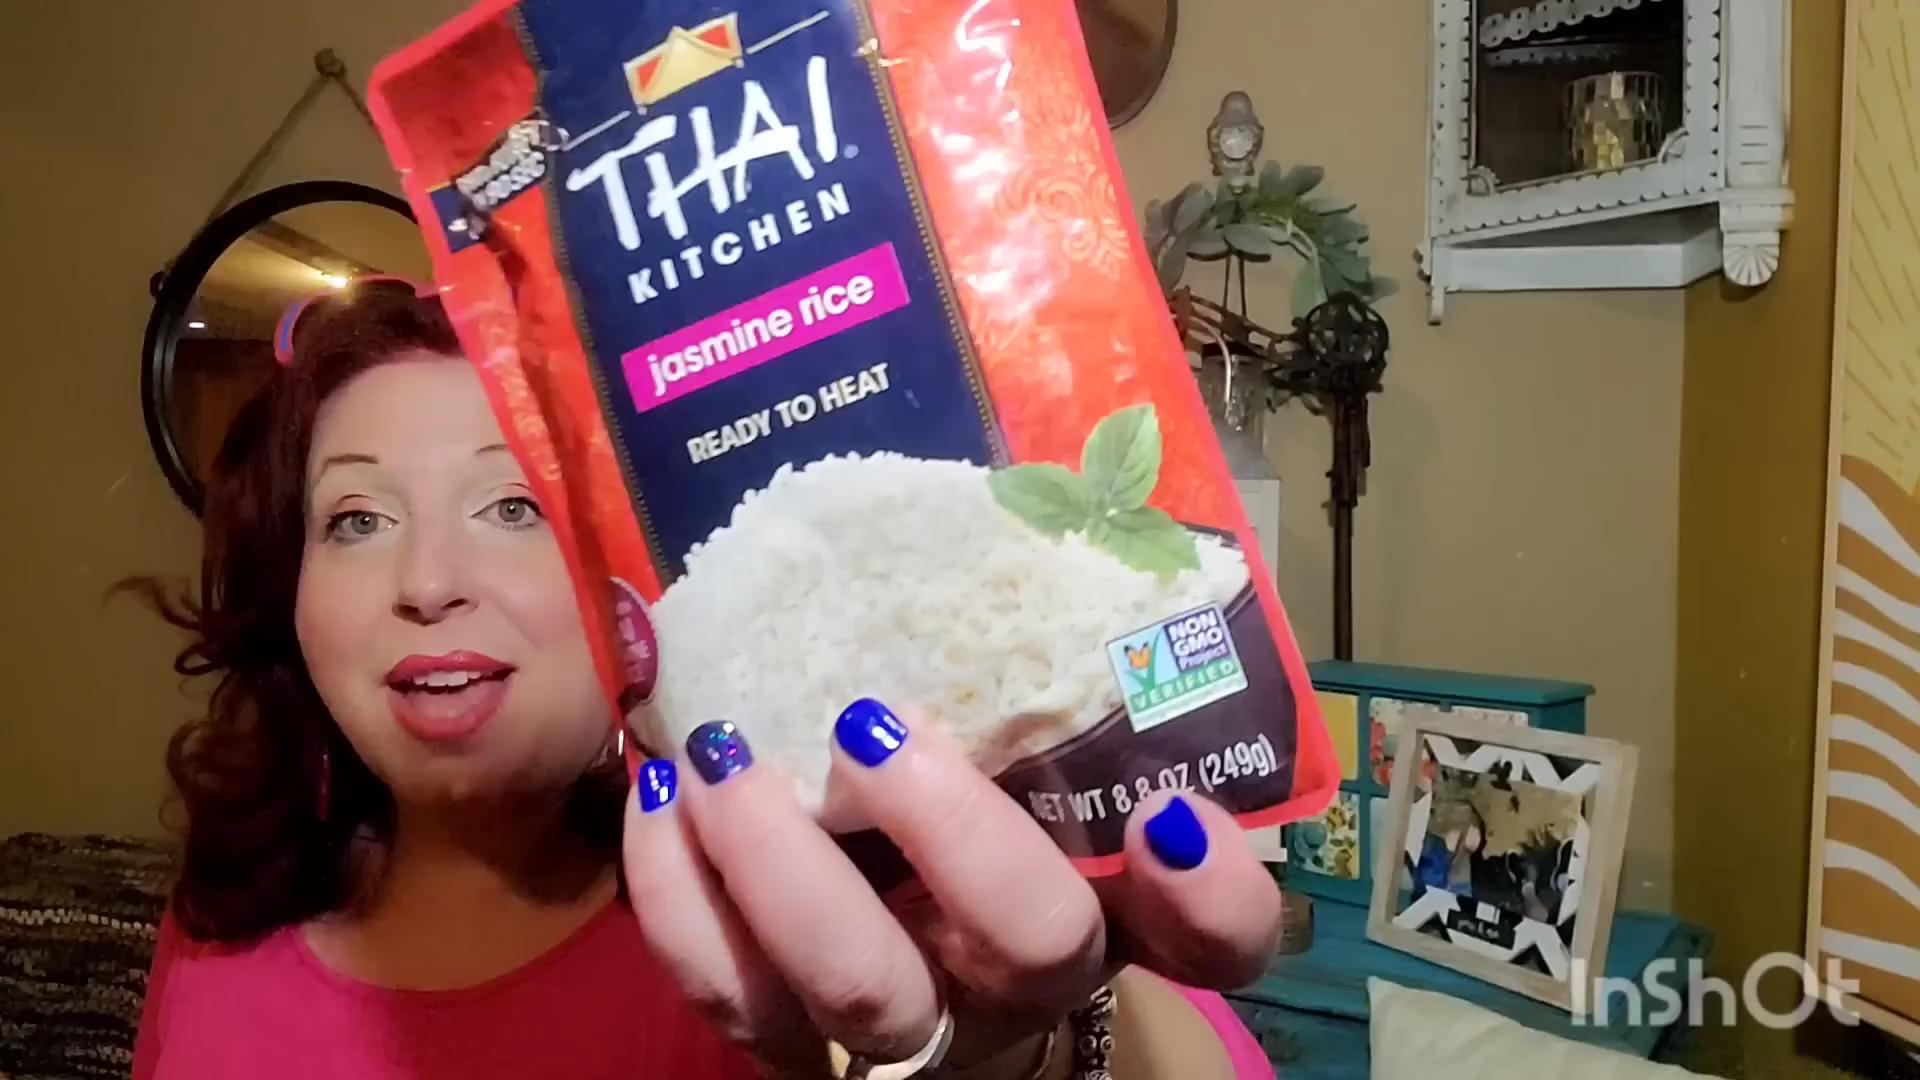 THAI
KITCHEN
jasmine rice
READY TO HEAT
NON
GMO
Project
VERIFIED
NET WT 8.8 OZ (249g)
InShOt